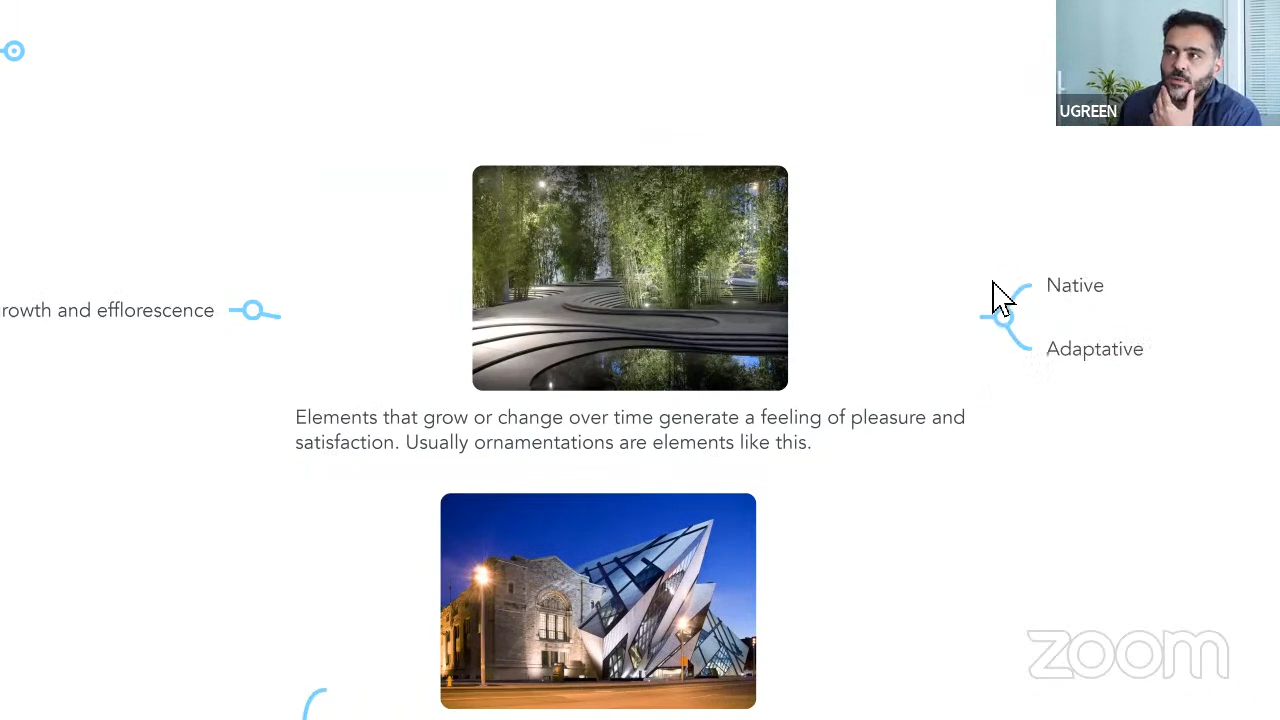 UGREEN
rowth and efflorescence
Native
Adaptative
Elements that grow or change over time generate a feeling of pleasure and
satisfaction. Usually ornamentations are elements like this.
zoom